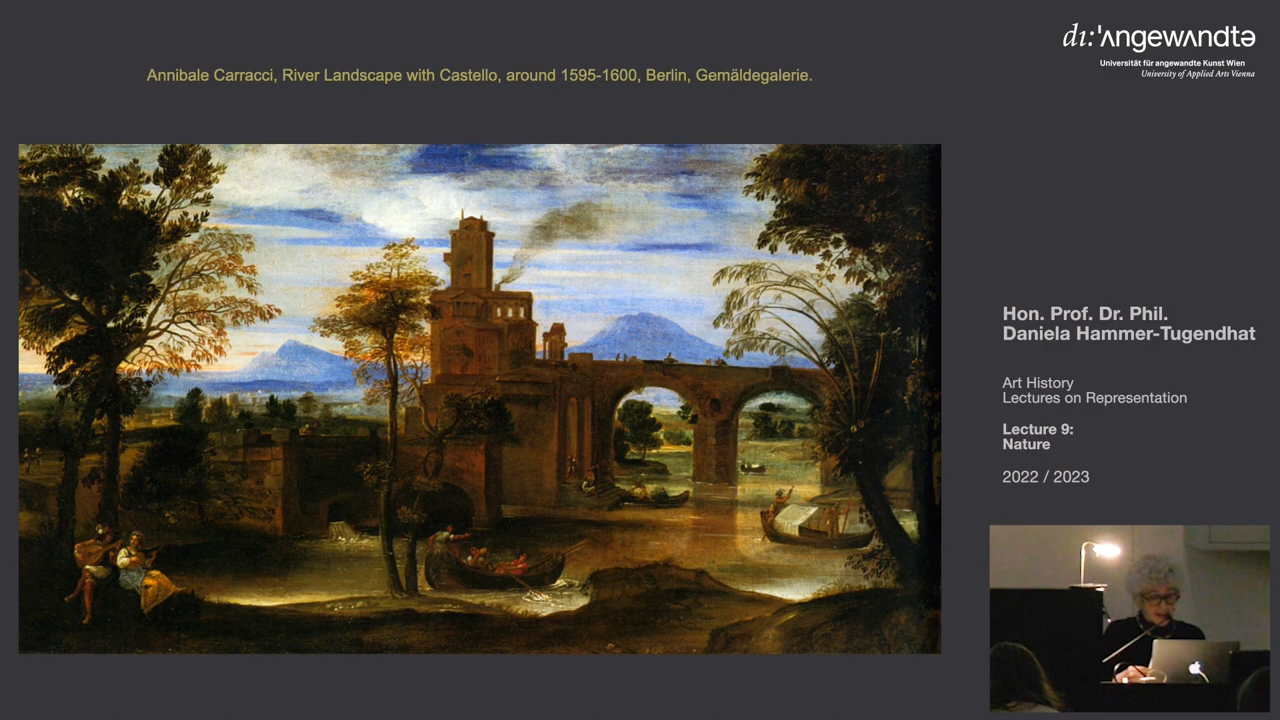 Annibale Carracci, River Landscape with Castello, around 1595-1600, Berlin, Gemäldegalerie.
dı:'ʌngewʌndtə
Universität für angewandte Kunst Wien
University of Applied Arts Vienna
Hon. Prof. Dr. Phil.
Daniela Hammer-Tugendhat
Art History
Lectures on Representation
Lecture 9:
Nature
2022 / 2023